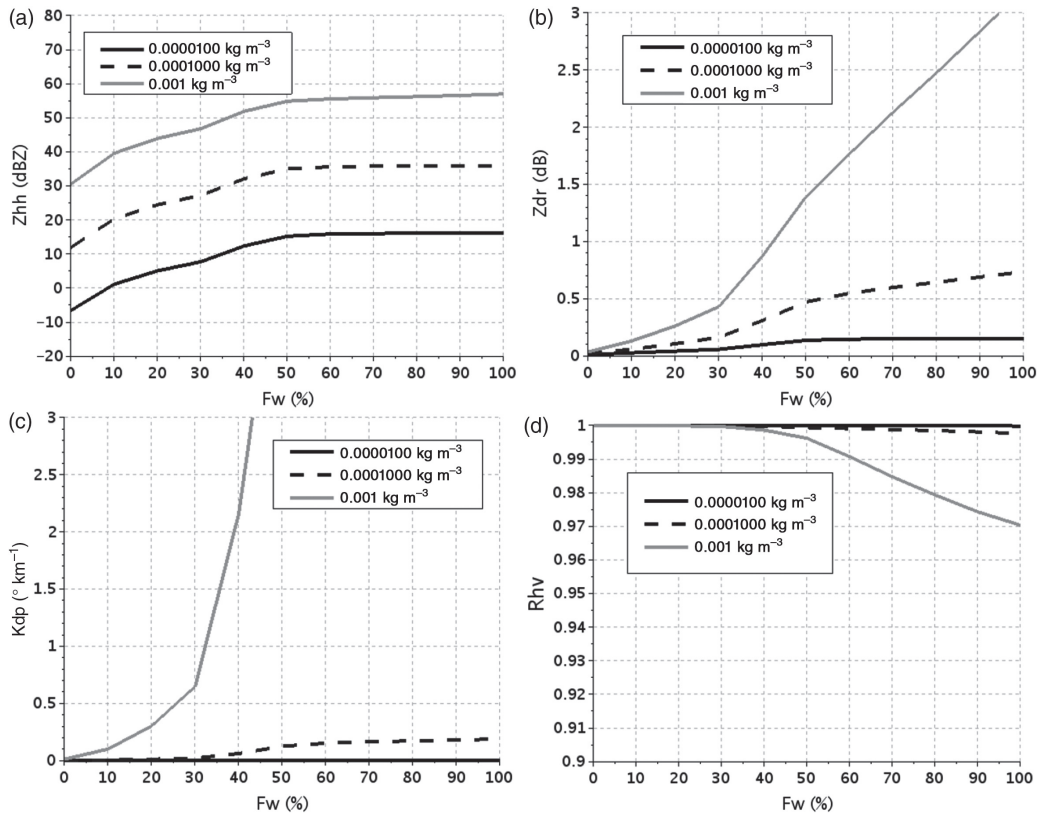 (a)
80
70
60
50
40
30
20
10
0
−10
−20
Zhh (dBZ)
0.0000100 kg m⁻³
0.0001000 kg m⁻³
0.001 kg m⁻³
0 10 20 30 40 50 60 70 80 90 100
Fw (%)
(b)
3
2.5
2
1.5
1
0.5
0
Zdr (dB)
0.0000100 kg m⁻³
0.0001000 kg m⁻³
0.001 kg m⁻³
0 10 20 30 40 50 60 70 80 90 100
Fw (%)
(c)
3
2.5
2
1.5
1
0.5
0
Kdp (° km⁻¹)
0.0000100 kg m⁻³
0.0001000 kg m⁻³
0.001 kg m⁻³
0 10 20 30 40 50 60 70 80 90 100
Fw (%)
(d)
1
0.99
0.98
0.97
0.96
0.95
0.94
0.93
0.92
0.91
0.9
Rhv
0.0000100 kg m⁻³
0.0001000 kg m⁻³
0.001 kg m⁻³
0 10 20 30 40 50 60 70 80 90 100
Fw (%)